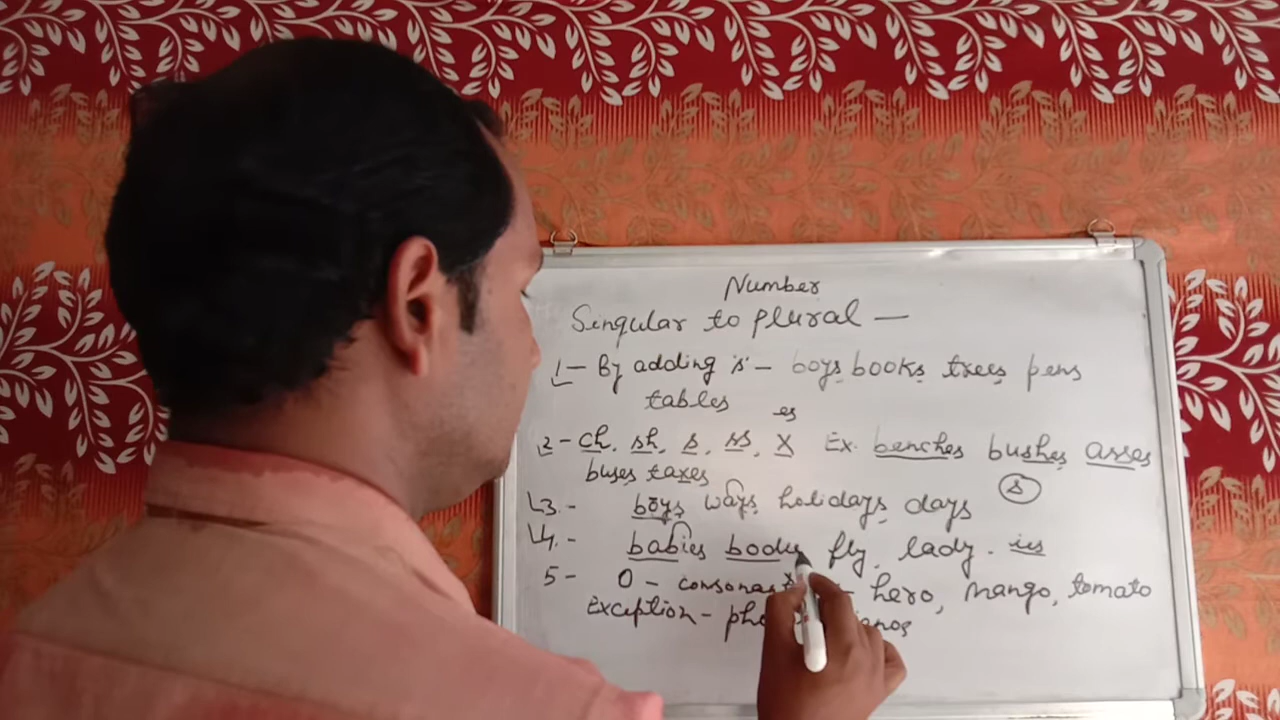 Number
Singular to plural —
1 — By adding 's' — boys books trees pens
tables es
2 - ch, sh, s, ss, x Ex. benches bushes asses
buses taxes s
3. - boys ways holidays days
4. - babies fly, lady. ies
5 - O - hero, mango, tomato
Exception -